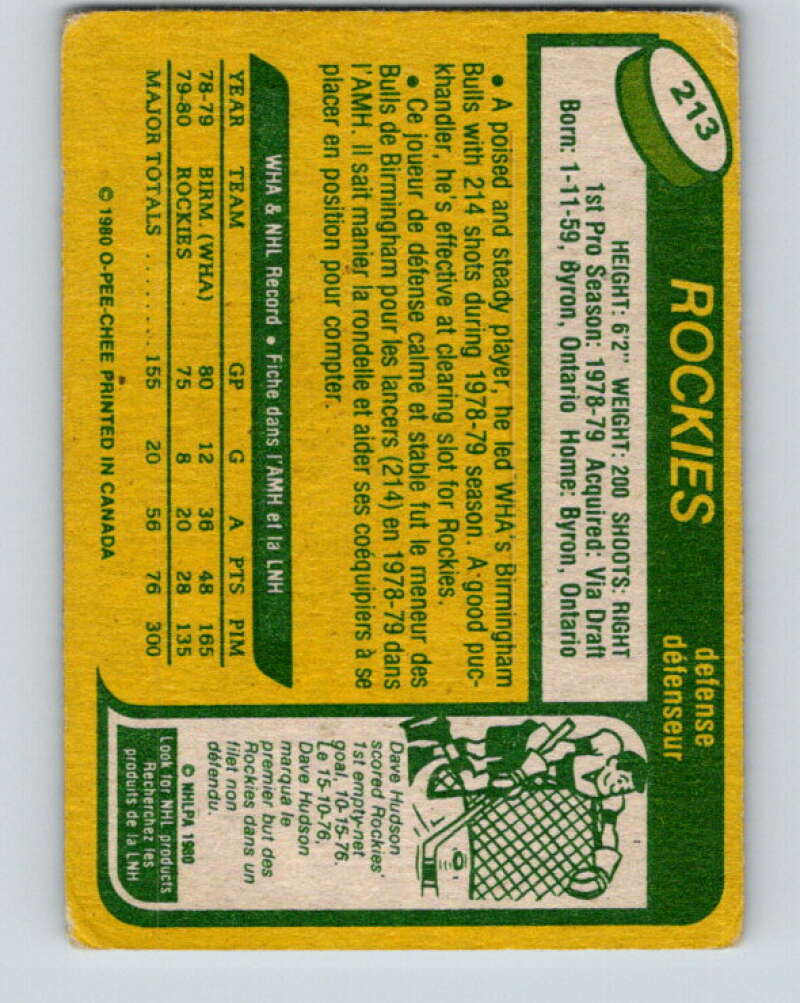 213
ROCKIES
defense
défenseur
HEIGHT: 6'2" WEIGHT: 200 SHOOTS: RIGHT
1st Pro Season: 1978-79 Acquired: Via Draft
Born: 1-11-59, Byron, Ontario Home: Byron, Ontario
• A poised and steady player, he led WHA's Birmingham
Bulls with 214 shots during 1978-79 season. A good puc-
khandler, he's effective at clearing slot for Rockies.
• Ce joueur de défense calme et stable fut le meneur des
Bulls de Birmingham pour les lancers (214) en 1978-79 dans
l'AMH. Il sait manier la rondelle et aider ses coéquipiers à se
placer en position pour compter.
WHA & NHL Record • Fiche dans l'AMH et la LNH
YEAR TEAM GP G A PTS PIM
78-79 BIRM. (WHA) 80 12 36 48 165
79-80 ROCKIES 75 8 20 28 135
MAJOR TOTALS ......... 155 20 56 76 300
© 1980 O-PEE-CHEE PRINTED IN CANADA
Dave Hudson
scored Rockies'
1st empty-net
goal, 10-15-76.
Le 15-10-76,
Dave Hudson
marqua le
premier but des
Rockies dans un
filet non
défendu.
© NHLPA 1980
Look for NHL products
Recherchez les
produits de la LNH